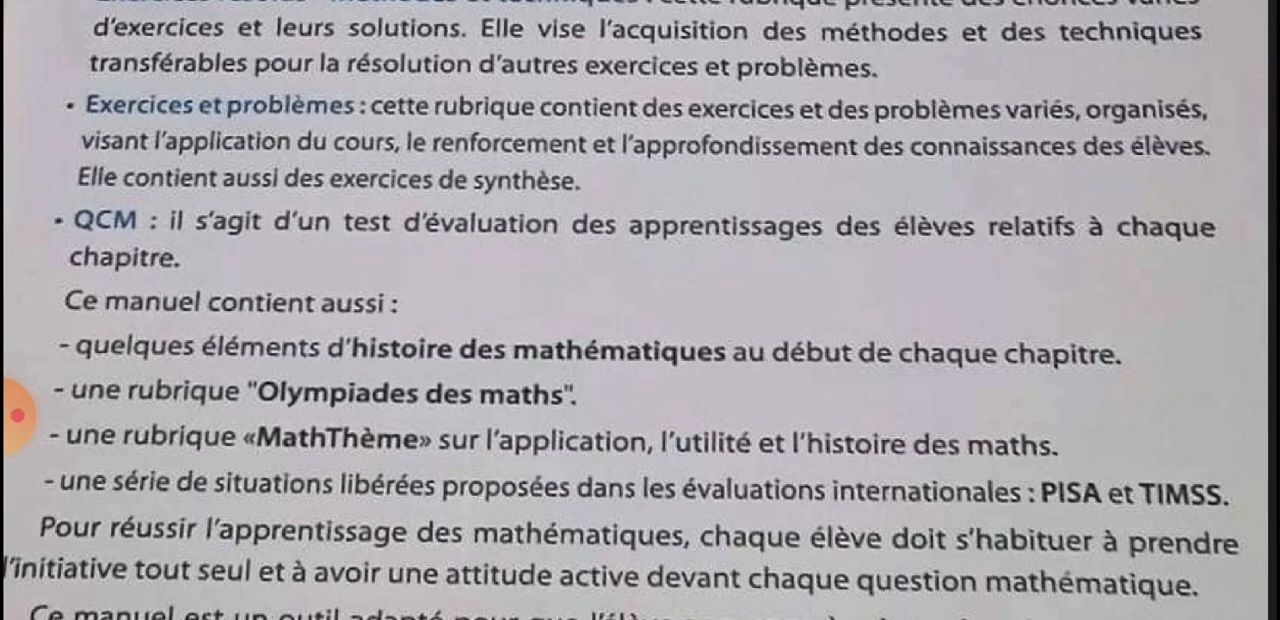 d'exercices et leurs solutions. Elle vise l'acquisition des méthodes et des techniques
transférables pour la résolution d'autres exercices et problèmes.
• Exercices et problèmes : cette rubrique contient des exercices et des problèmes variés, organisés,
visant l'application du cours, le renforcement et l'approfondissement des connaissances des élèves.
Elle contient aussi des exercices de synthèse.
• QCM : il s'agit d'un test d'évaluation des apprentissages des élèves relatifs à chaque
chapitre.
Ce manuel contient aussi :
- quelques éléments d'histoire des mathématiques au début de chaque chapitre.
- une rubrique "Olympiades des maths".
- une rubrique «MathThème» sur l'application, l'utilité et l'histoire des maths.
- une série de situations libérées proposées dans les évaluations internationales : PISA et TIMSS.
Pour réussir l'apprentissage des mathématiques, chaque élève doit s'habituer à prendre
l'initiative tout seul et à avoir une attitude active devant chaque question mathématique.
Ce manuel est un outil adapté pour que l'élève